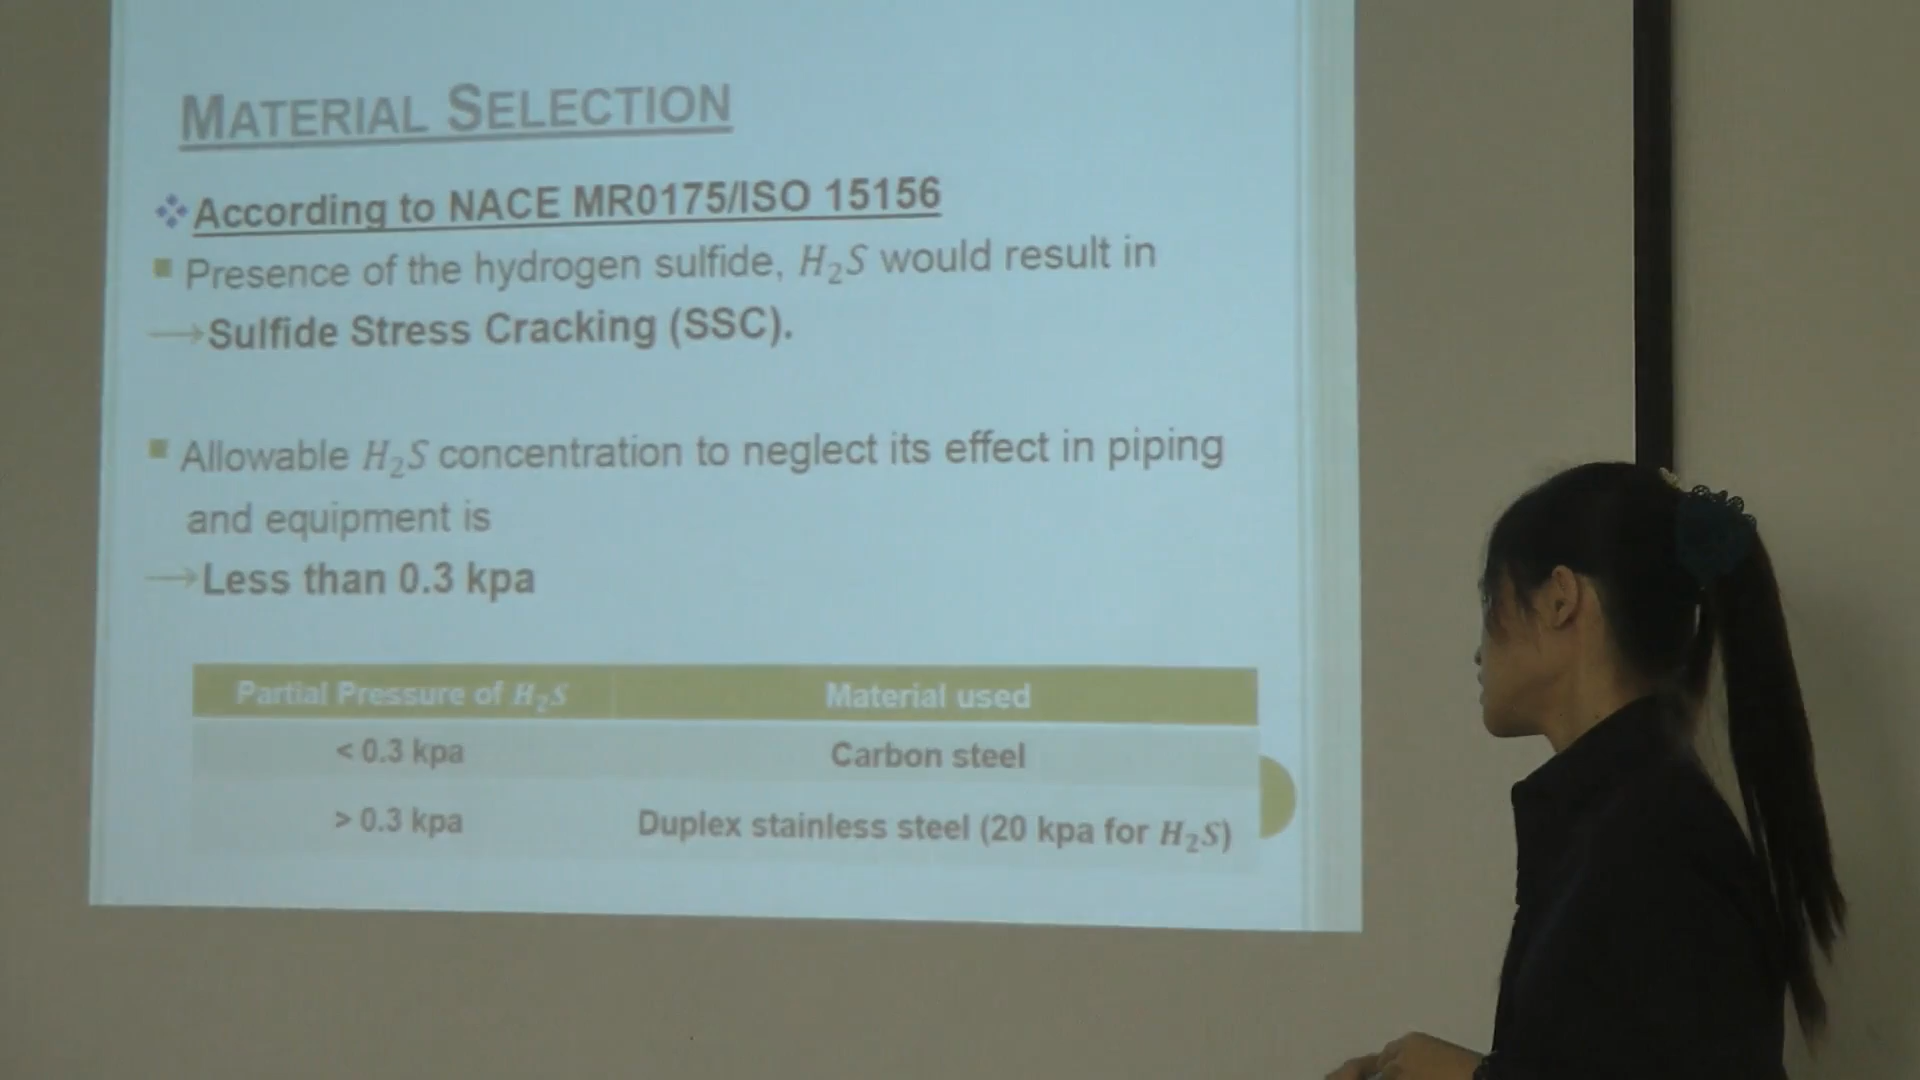 MATERIAL SELECTION
According to NACE MR0175/ISO 15156
Presence of the hydrogen sulfide, H₂S would result in
→Sulfide Stress Cracking (SSC).
Allowable H₂S concentration to neglect its effect in piping
and equipment is
→Less than 0.3 kpa
Partial Pressure of H₂S Material used
< 0.3 kpa Carbon steel
> 0.3 kpa Duplex stainless steel (20 kpa for H₂S)